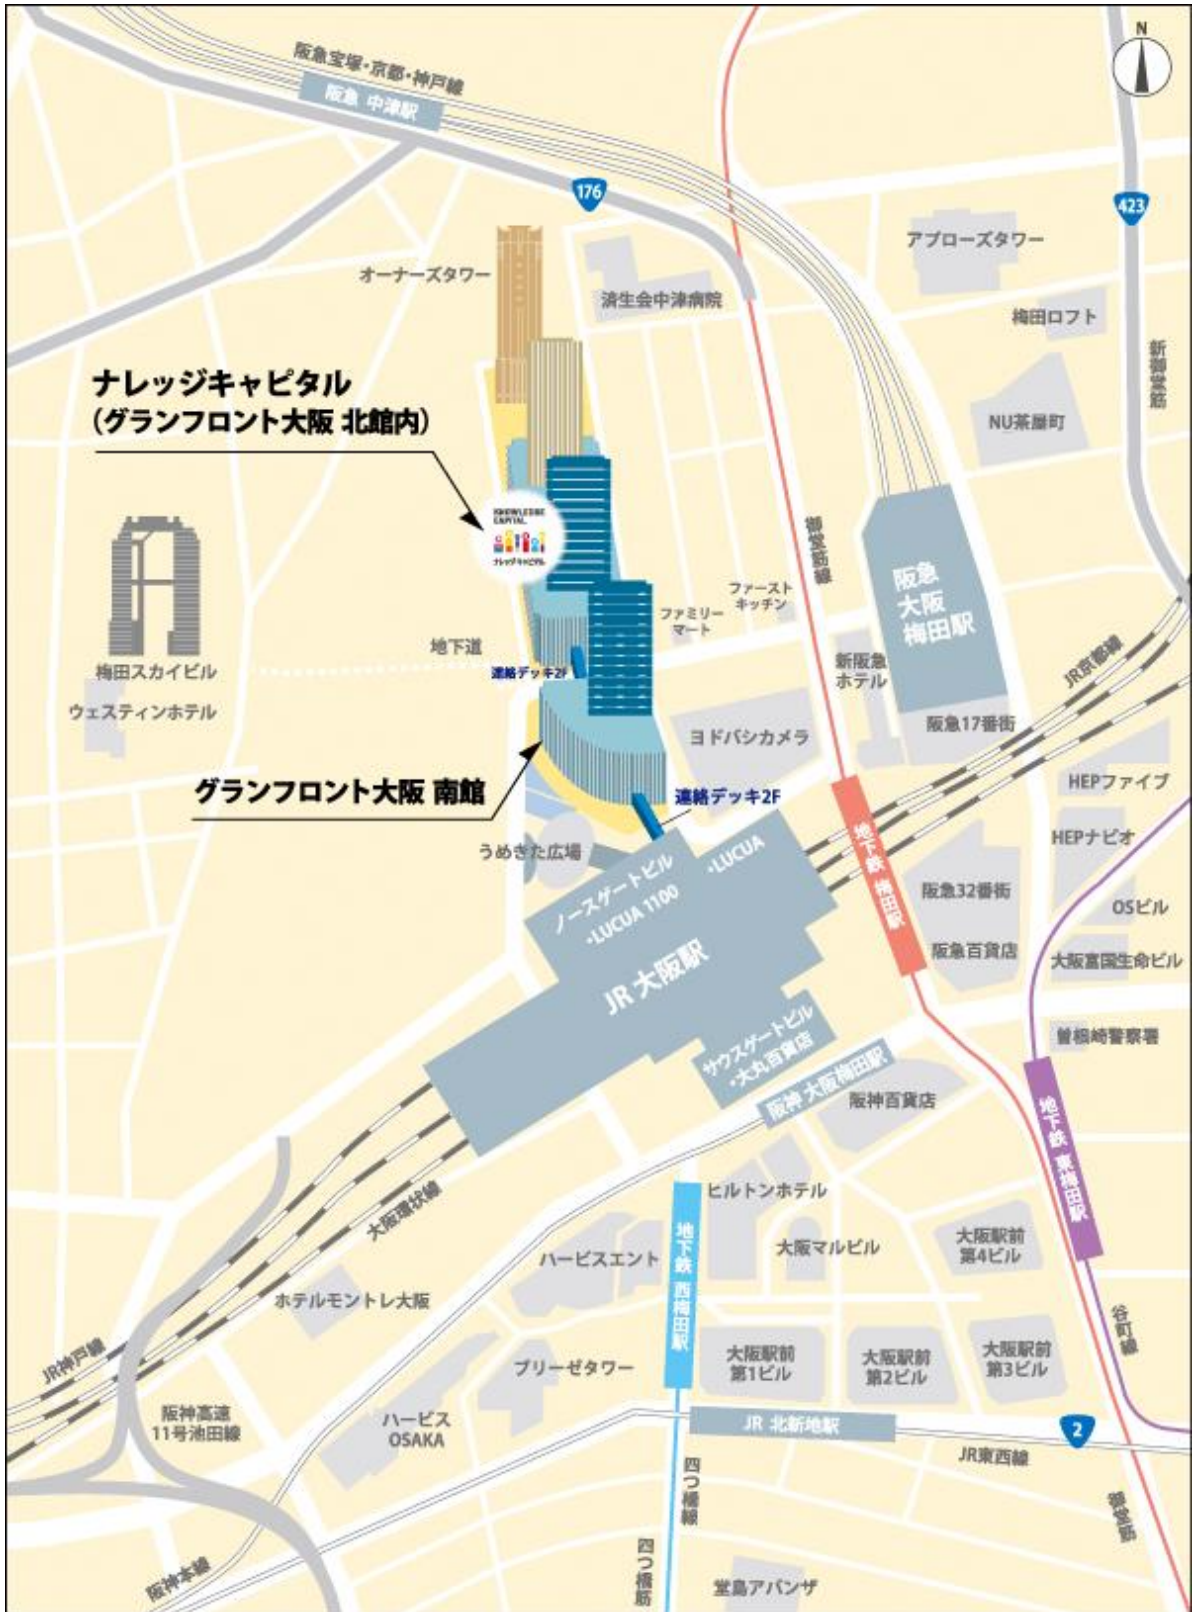 N
阪急宝塚・京都・神戸線
阪急 中津駅
176
423
アプローズタワー
オーナーズタワー
済生会中津病院
梅田ロフト
新御堂筋
ナレッジキャピタル
（グランフロント大阪 北館内）
NU茶屋町
KNOWLEDGE
CAPITAL
ナレッジキャピタル
御堂筋線
阪急
大阪
梅田駅
ファースト
キッチン
ファミリー
マート
地下道
連絡デッキ2F
新阪急
ホテル
JR京都線
梅田スカイビル
ウェスティンホテル
ヨドバシカメラ
阪急17番街
グランフロント大阪 南館
連絡デッキ2F
HEPファイブ
地下鉄 梅田駅
HEPナビオ
うめきた広場
ノースゲートビル
・LUCUA 1100
・LUCUA
阪急32番街
OSビル
阪急百貨店
大阪富国生命ビル
JR 大阪駅
サウスゲートビル
・大丸百貨店
曽根崎警察署
阪神 大阪梅田駅
阪神百貨店
地下鉄 東梅田駅
大阪環状線
ヒルトンホテル
地下鉄 西梅田駅
ハービスエント
大阪マルビル
大阪駅前
第4ビル
ホテルモントレ大阪
谷町線
JR神戸線
ブリーゼタワー
大阪駅前
第1ビル
大阪駅前
第2ビル
大阪駅前
第3ビル
阪神高速
11号池田線
ハービス
OSAKA
JR 北新地駅
2
JR東西線
四つ橋線
御堂筋
阪神本線
四つ橋筋
堂島アバンザ